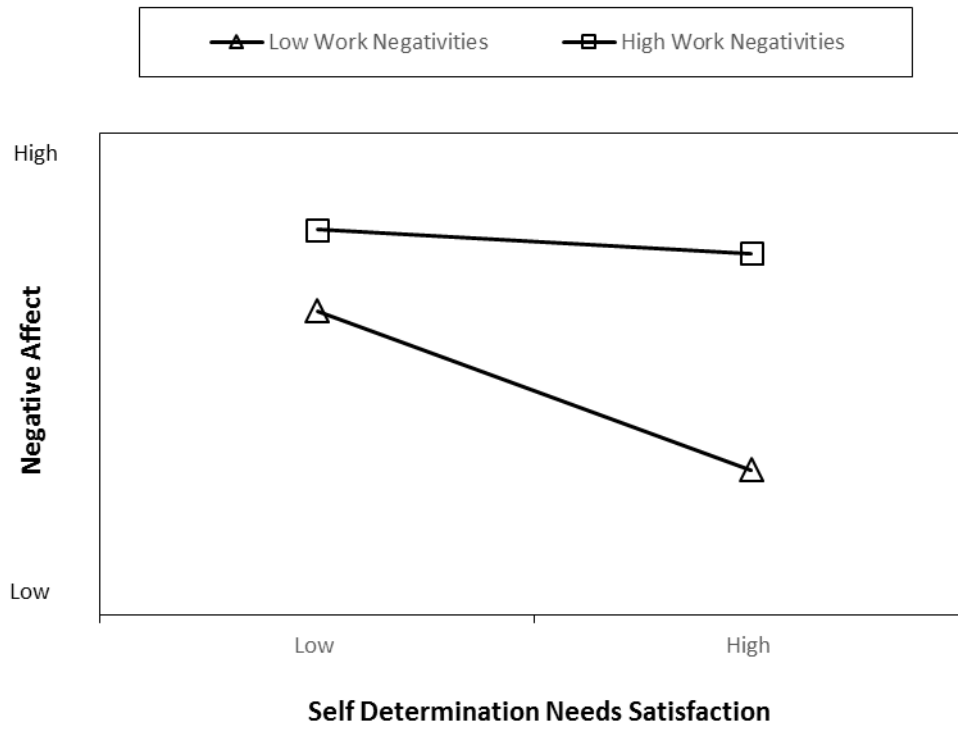 Low Work Negativities
High Work Negativities
High
Negative Affect
Low
Low
High
Self Determination Needs Satisfaction